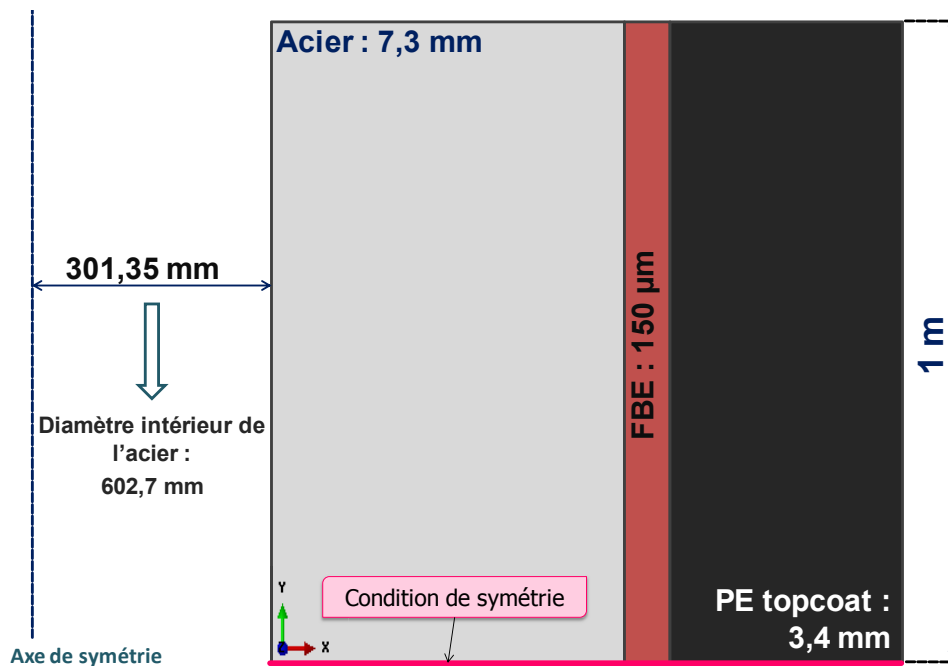 Acier : 7,3 mm
301,35 mm
Diamètre intérieur de
l’acier :
602,7 mm
FBE : 150 µm
1 m
Y
X
Condition de symétrie
PE topcoat :
3,4 mm
Axe de symétrie